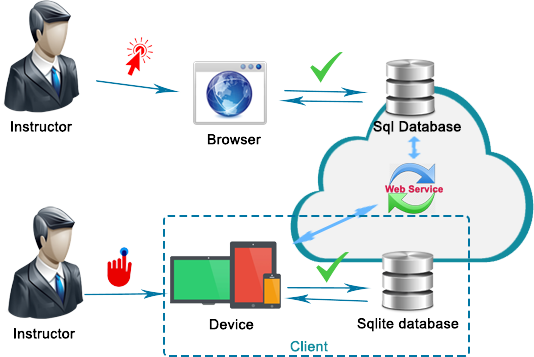 Instructor
Browser
Sql Database
Web Service
Instructor
Device
Sqlite database
Client